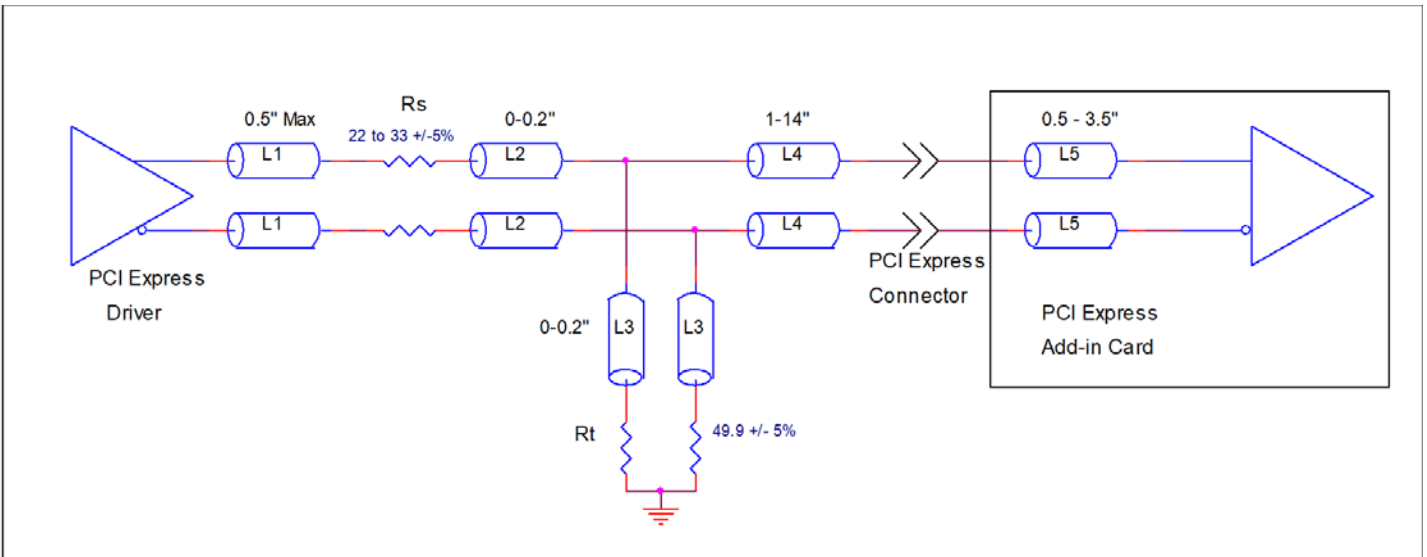 Rs
0.5" Max
22 to 33 +/-5%
0-0.2"
1-14"
0.5 - 3.5"
L1
L2
L4
L5
L1
L2
L4
L5
PCI Express
Driver
PCI Express
Connector
0-0.2"
L3
L3
PCI Express
Add-in Card
Rt
49.9 +/- 5%